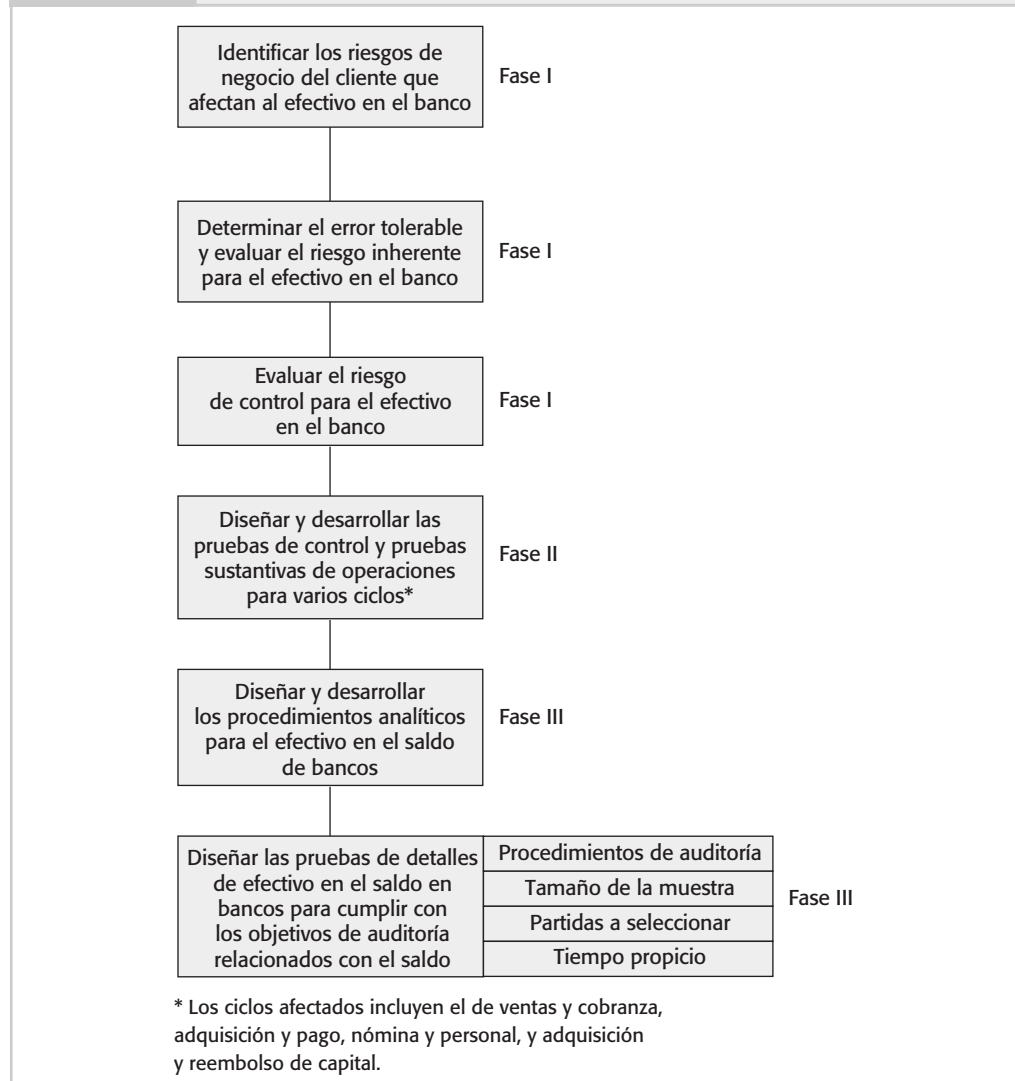 Identificar los riesgos de
negocio del cliente que
afectan al efectivo en el banco
Fase I
Determinar el error tolerable
y evaluar el riesgo inherente
para el efectivo en el banco
Fase I
Evaluar el riesgo
de control para el efectivo
en el banco
Fase I
Diseñar y desarrollar las
pruebas de control y pruebas
sustantivas de operaciones
para varios ciclos*
Fase II
Diseñar y desarrollar
los procedimientos analíticos
para el efectivo en el saldo
de bancos
Fase III
Diseñar las pruebas de detalles
de efectivo en el saldo en
bancos para cumplir con
los objetivos de auditoría
relacionados con el saldo
Procedimientos de auditoría
Tamaño de la muestra
Partidas a seleccionar
Tiempo propicio
Fase III
* Los ciclos afectados incluyen el de ventas y cobranza,
adquisición y pago, nómina y personal, y adquisición
y reembolso de capital.